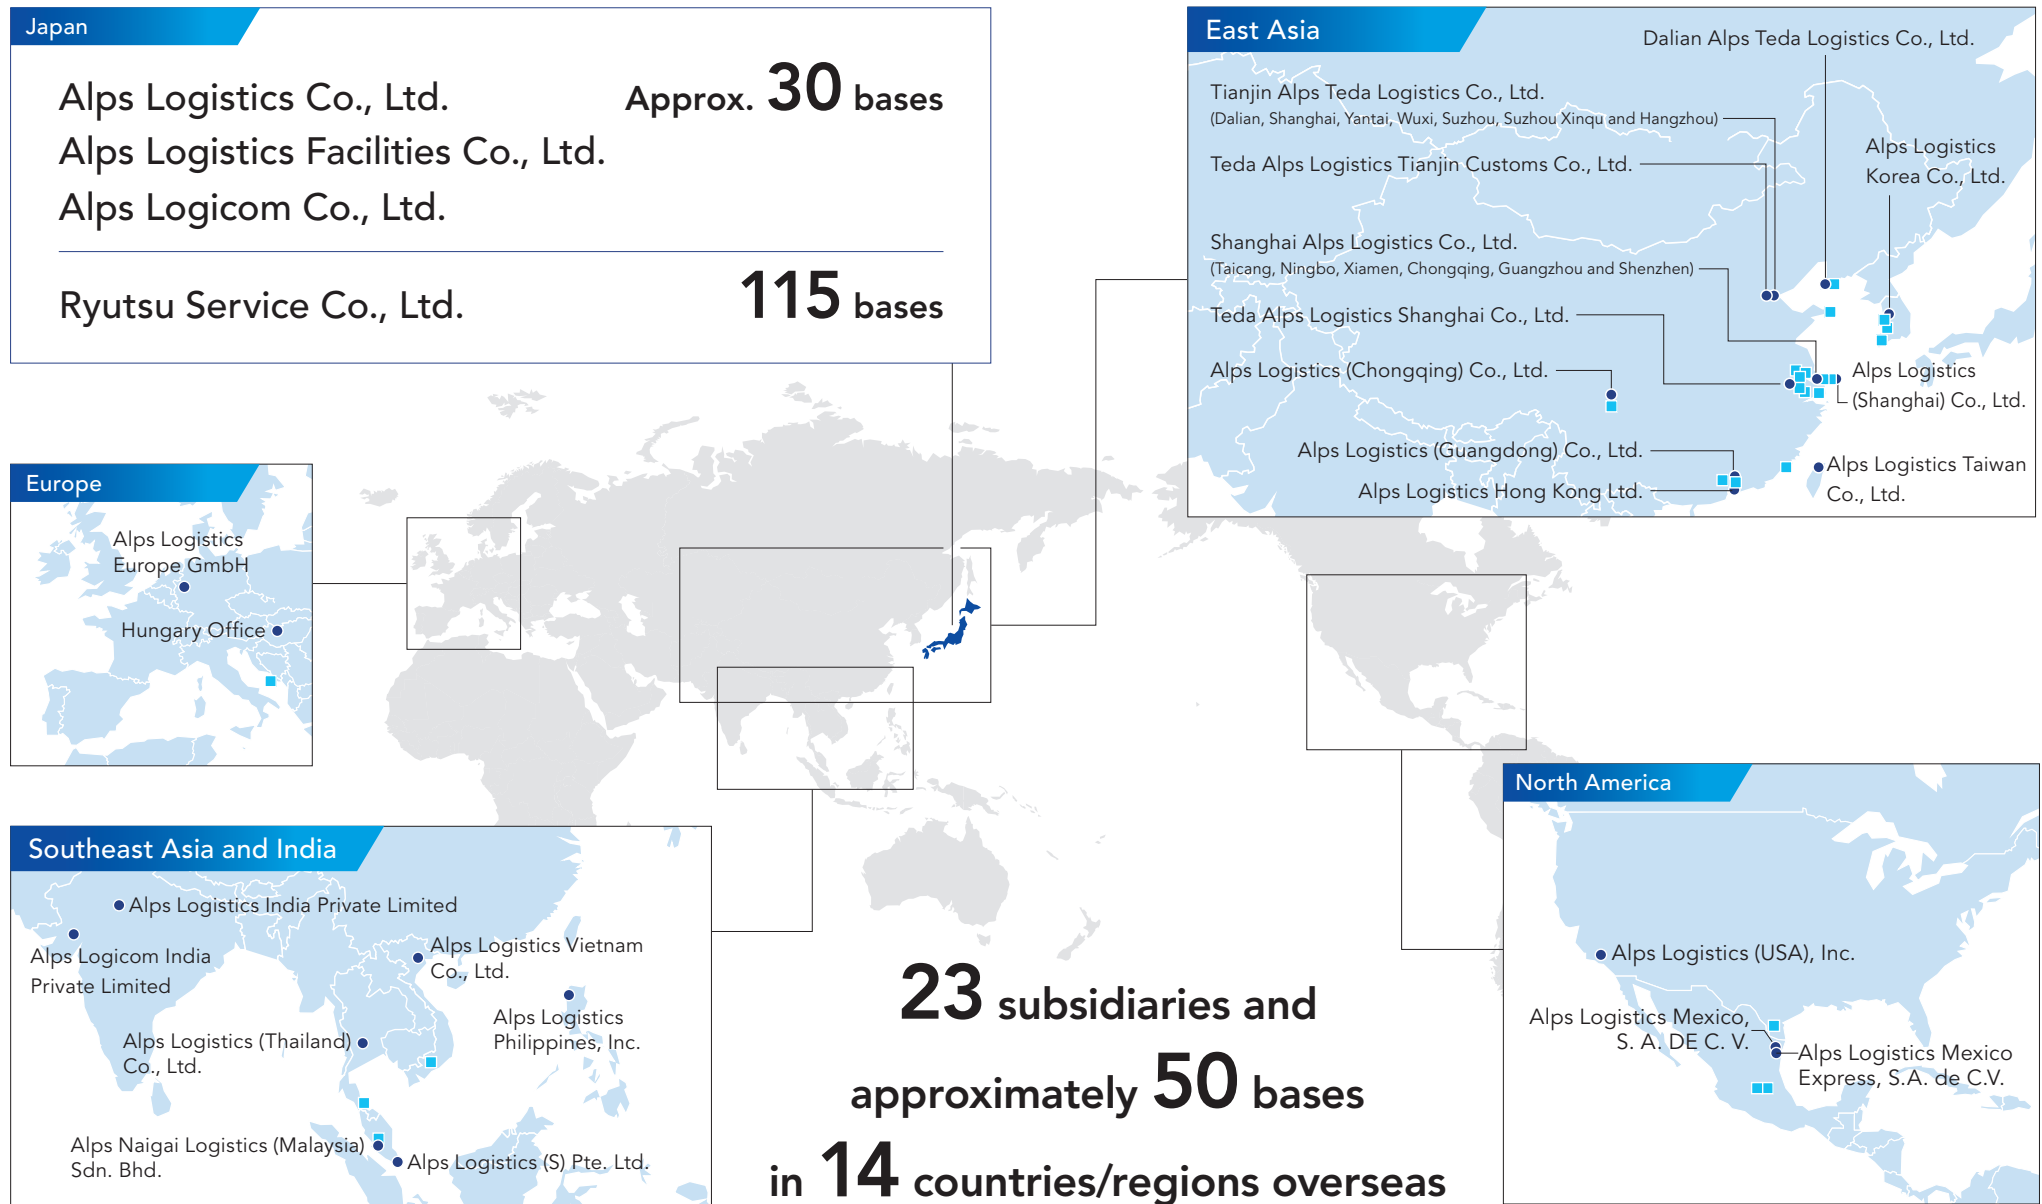 Japan
Alps Logistics Co., Ltd. Approx. 30 bases
Alps Logistics Facilities Co., Ltd.
Alps Logicom Co., Ltd.
Ryutsu Service Co., Ltd. 115 bases
East Asia
Dalian Alps Teda Logistics Co., Ltd.
Tianjin Alps Teda Logistics Co., Ltd.
(Dalian, Shanghai, Yantai, Wuxi, Suzhou, Suzhou Xinqu and Hangzhou)
Alps Logistics
Korea Co., Ltd.
Teda Alps Logistics Tianjin Customs Co., Ltd.
Shanghai Alps Logistics Co., Ltd.
(Taicang, Ningbo, Xiamen, Chongqing, Guangzhou and Shenzhen)
Teda Alps Logistics Shanghai Co., Ltd.
Alps Logistics (Chongqing) Co., Ltd.
Alps Logistics
(Shanghai) Co., Ltd.
Alps Logistics (Guangdong) Co., Ltd.
Alps Logistics Hong Kong Ltd.
Alps Logistics Taiwan
Co., Ltd.
Europe
Alps Logistics
Europe GmbH
Hungary Office
Southeast Asia and India
Alps Logistics India Private Limited
Alps Logicom India
Private Limited
Alps Logistics Vietnam
Co., Ltd.
Alps Logistics
Philippines, Inc.
Alps Logistics (Thailand)
Co., Ltd.
Alps Naigai Logistics (Malaysia)
Sdn. Bhd.
Alps Logistics (S) Pte. Ltd.
23 subsidiaries and
approximately 50 bases
in 14 countries/regions overseas
North America
Alps Logistics (USA), Inc.
Alps Logistics Mexico,
S. A. DE C. V.
Alps Logistics Mexico
Express, S.A. de C.V.